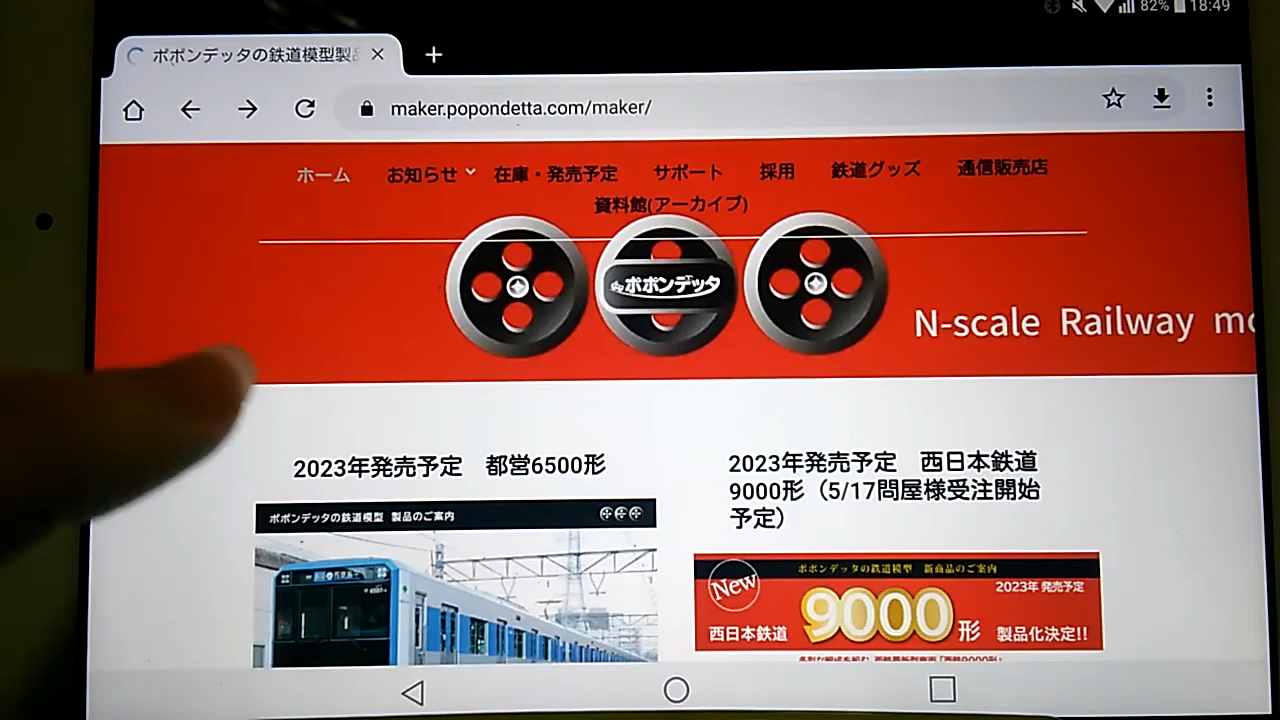 82% 18:49
ポポンデッタの鉄道模型製品
maker.popondetta.com/maker/
ホーム お知らせ 在庫・発売予定 サポート 採用 鉄道グッズ 通信販売店
資料館(アーカイブ)
ポポンデッタ
N-scale Railway mo
2023年発売予定 都営6500形
2023年発売予定 西日本鉄道
9000形（5/17問屋様受注開始
予定）
ポポンデッタの鉄道模型 製品のご案内
ポポンデッタの鉄道模型 新商品のご案内
New
2023年 発売予定
西日本鉄道 9000形 製品化決定!!